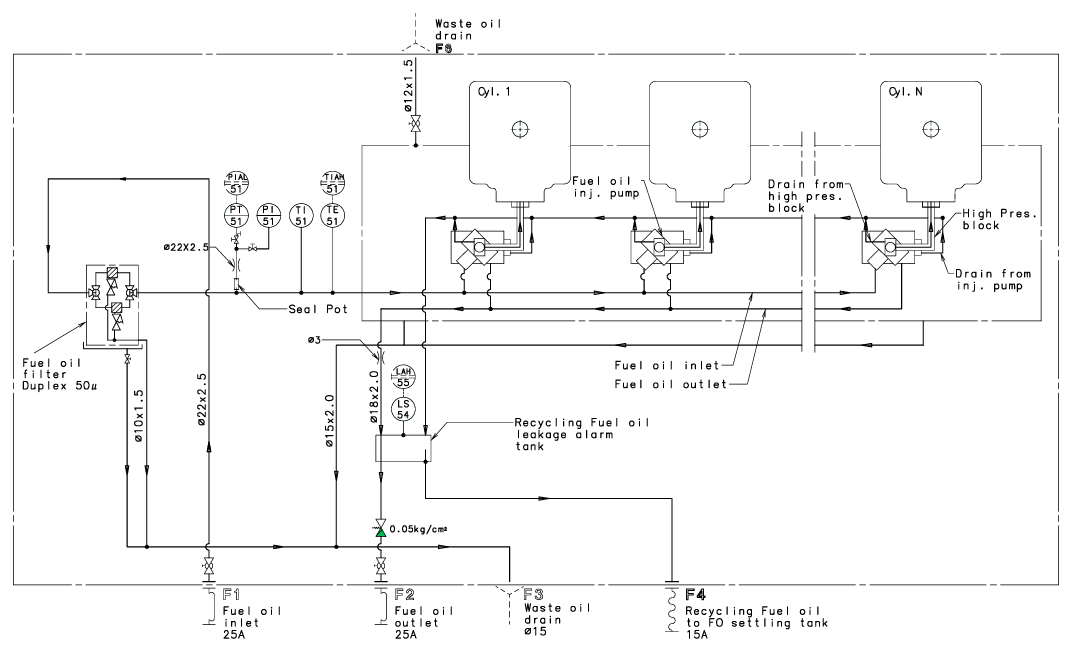 Waste oil
drain
F6
ø12x1.5
Cyl. 1
Cyl. N
Fuel oil
inj. pump
Drain from
high pres.
block
High Pres.
block
Drain from
inj. pump
PIAL
51
TIAH
51
PT
51
PI
51
TI
51
TE
51
ø22X2.5
Seal Pot
Fuel oil
filter
Duplex 50µ
ø3
LAH
55
LS
54
Fuel oil inlet
Fuel oil outlet
ø10x1.5
ø22x2.5
ø15x2.0
ø18x2.0
Recycling Fuel oil
leakage alarm
tank
0.05kg/cm²
F1
Fuel oil
inlet
25A
F2
Fuel oil
outlet
25A
F3
Waste oil
drain
ø15
F4
Recycling Fuel oil
to FO settling tank
15A